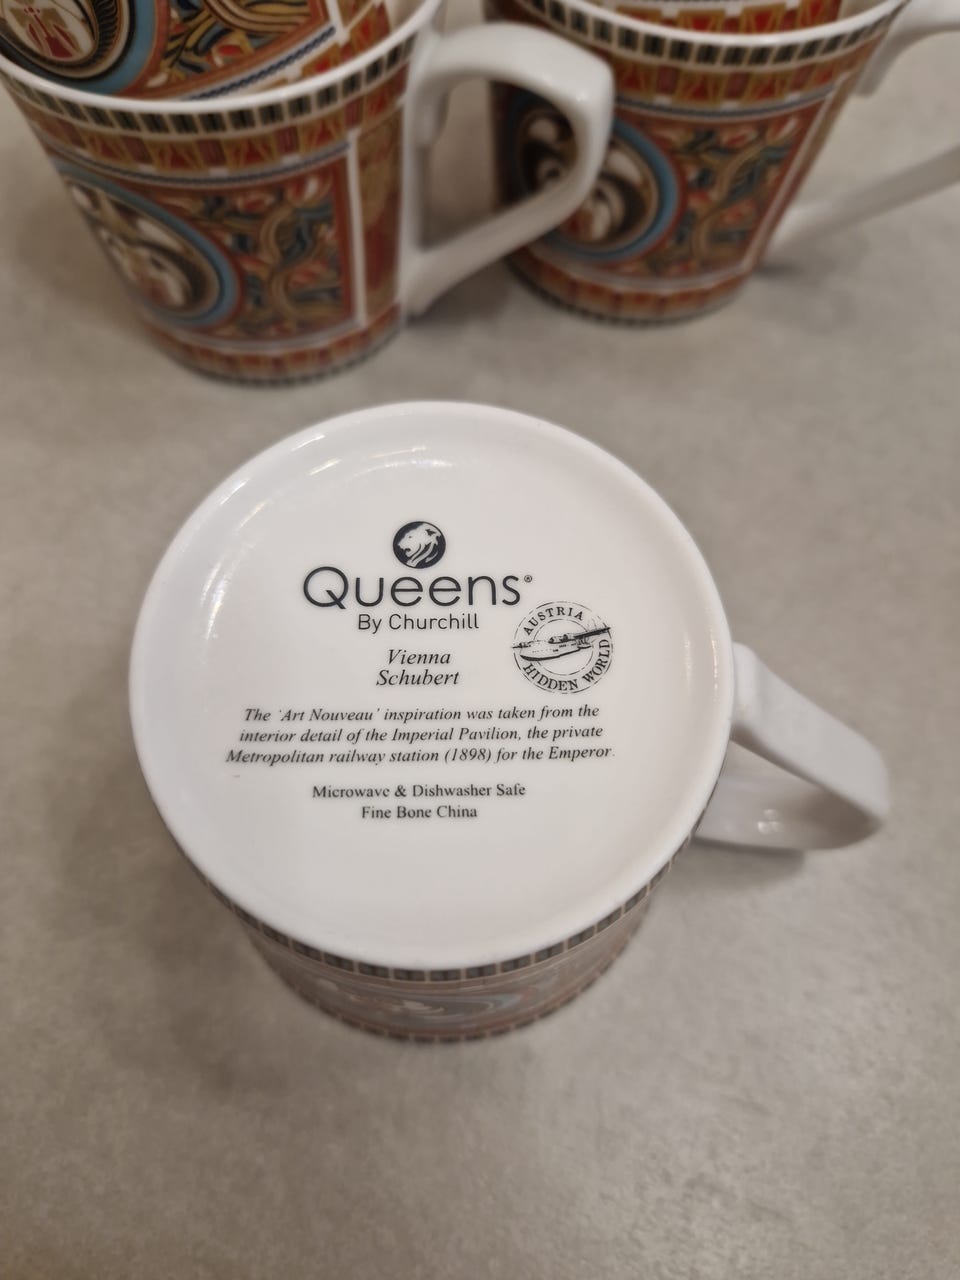 Queens®
By Churchill
Vienna
Schubert
AUSTRIA
HIDDEN WORLD
The 'Art Nouveau' inspiration was taken from the
interior detail of the Imperial Pavilion, the private
Metropolitan railway station (1898) for the Emperor.
Microwave & Dishwasher Safe
Fine Bone China